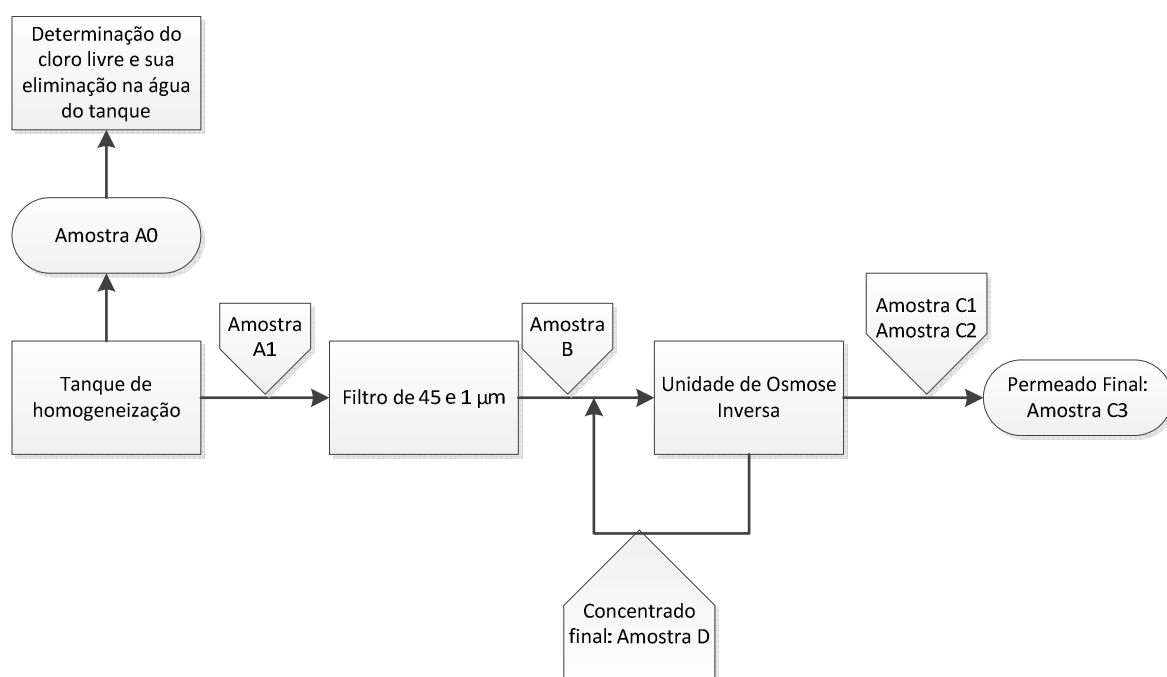 Determinação do
cloro livre e sua
eliminação na água
do tanque
Amostra A0
Tanque de
homogeneização
Amostra
A1
Filtro de 45 e 1 µm
Amostra
B
Unidade de Osmose
Inversa
Amostra C1
Amostra C2
Permeado Final:
Amostra C3
Concentrado
final: Amostra D